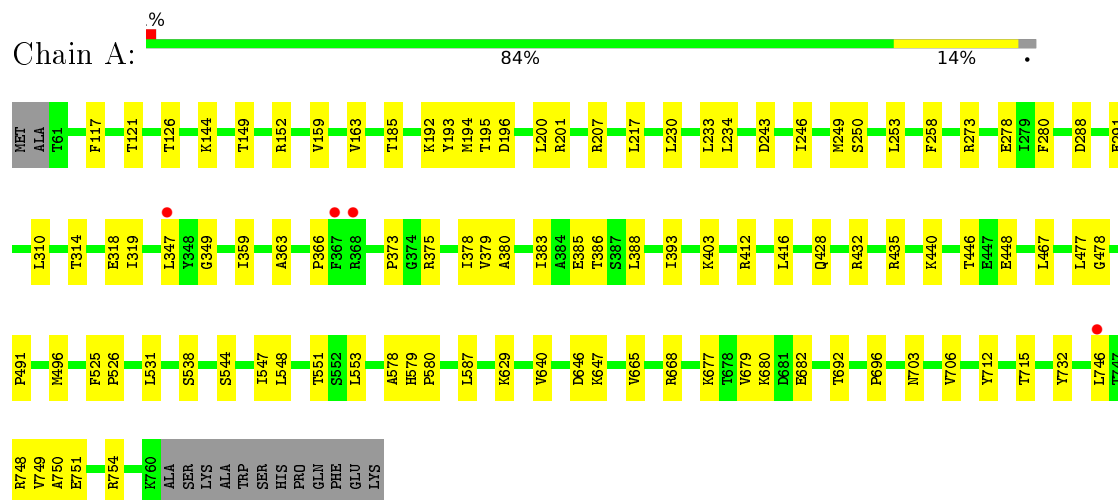 %
Chain A:
84% 14%
MET ALA T61 F117 T121 T126 K144 T149 R152 V159 V163 T185 K192 Y193 M194 T195 D196 L200 R201 R207 L217 L230 L233 L234 D243 I246 M249 S250 L253 F258 R273 E278 I279 F280 D288
L310 T314 E318 I319 L347 Y348 G349 I359 A363 P366 F367 R368 P373 G374 R375 I378 V379 A380 I383 A384 E385 T386 S387 L388 I393 K403 R412 L416 Q428 R432 R435 K440 T446 E447 E448 L467 L477 G478
P491 M496 F525 P526 L531 S538 S544 I547 L548 T551 S552 L553 A578 H579 P580 L587 K629 V640 D646 K647 V665 R668 K677 T678 V679 K680 D681 E682 T692 P696 N703 V706 Y712 T715 Y732 L746 T747
R748 V749 A750 E751 R754 K760 ALA SER LYS ALA TRP SER HIS PRO GLN PHE GLU LYS